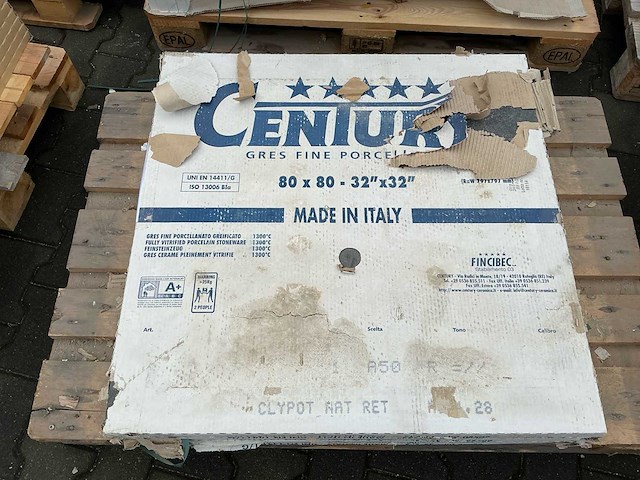 EPAL
EPAL
CENTURY
GRES FINE
UNI EN 14411/G
ISO 13006 BIa
80 x 80 - 32"x32"
MADE IN ITALY
GRES FINE PORCELLANATO GREIFICATO 1300°C
FULLY VITRIFIED PORCELAIN STONEWARE 1300°C
FEINSTEINZEUG 1300°C
GRES CERAME PLEINEMENT VITRIFIE 1300°C
FINCIBEC
Stabilimento 03
A+
WARNING
2 PEOPLE
Art. Scelta Tono Calibro
A50 R
CLYPOT MAT RET 28